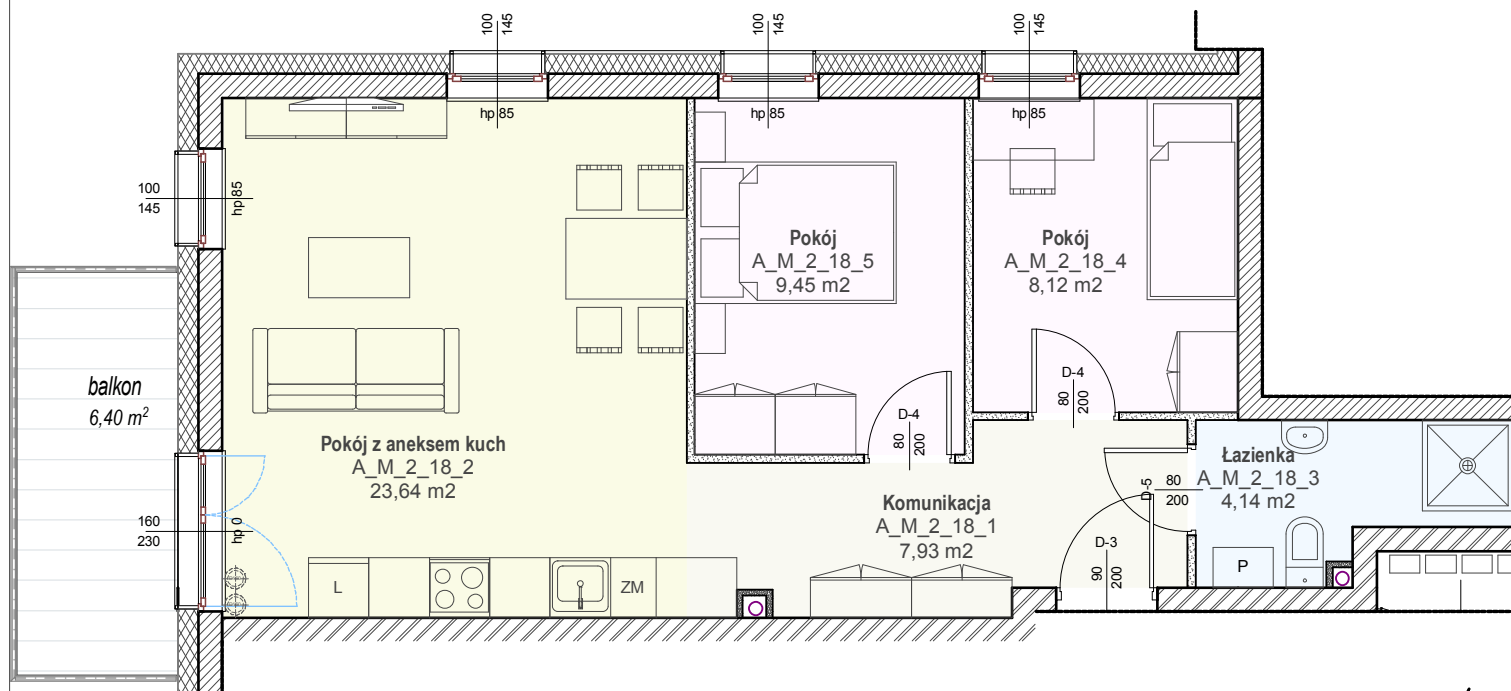 100
145
100
145
100
145
hp 85
hp 85
hp 85
100
145
hp 85
Pokój
A_M_2_18_5
9,45 m2
Pokój
A_M_2_18_4
8,12 m2
balkon
6,40 m²
Pokój z aneksem kuch
A_M_2_18_2
23,64 m2
D-4
80
200
D-4
80
200
Komunikacja
A_M_2_18_1
7,93 m2
Łazienka
A_M_2_18_3
4,14 m2
D-5
80
200
160
230
hp 0
D-3
90
200
L
ZM
P